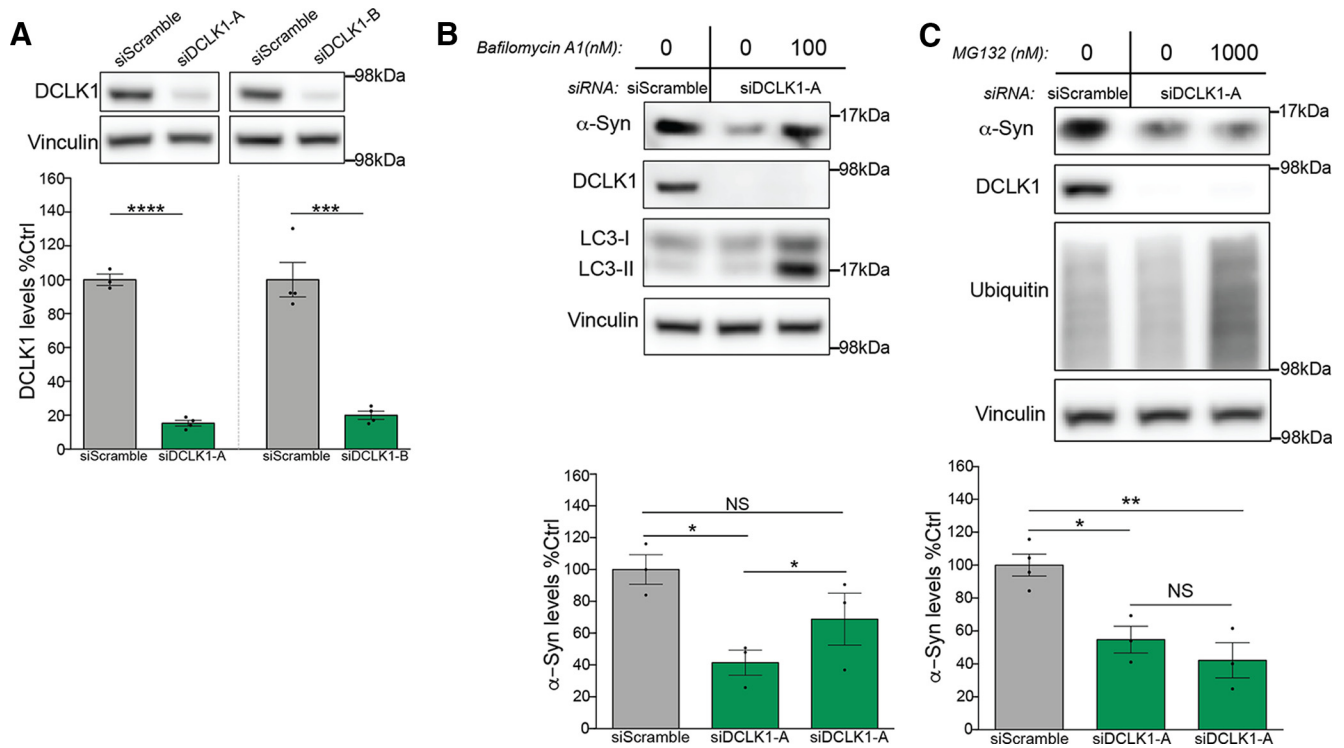 A
siScramble siDCLK1-A siScramble siDCLK1-B
98kDa
DCLK1
Vinculin
98kDa
DCLK1 levels %Ctrl
160
140
120
100
80
60
40
20
0
****
***
siScramble siDCLK1-A siScramble siDCLK1-B
B
Bafilomycin A1(nM): 0 0 100
siRNA: siScramble siDCLK1-A
α-Syn
17kDa
DCLK1
98kDa
LC3-I
LC3-II
17kDa
Vinculin
98kDa
α–Syn levels %Ctrl
160
140
120
100
80
60
40
20
0
NS
*
*
siScramble siDCLK1-A siDCLK1-A
C
MG132 (nM): 0 0 1000
siRNA: siScramble siDCLK1-A
α-Syn
17kDa
DCLK1
98kDa
Ubiquitin
98kDa
Vinculin
98kDa
α–Syn levels %Ctrl
160
140
120
100
80
60
40
20
0
**
*
NS
siScramble siDCLK1-A siDCLK1-A